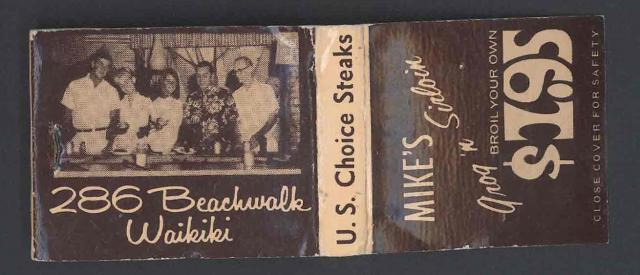 286 Beachwalk
Waikiki
U. S. Choice Steaks
MIKE'S
Grog 'n Sirloin
BROIL YOUR OWN
$1.95
CLOSE COVER FOR SAFETY